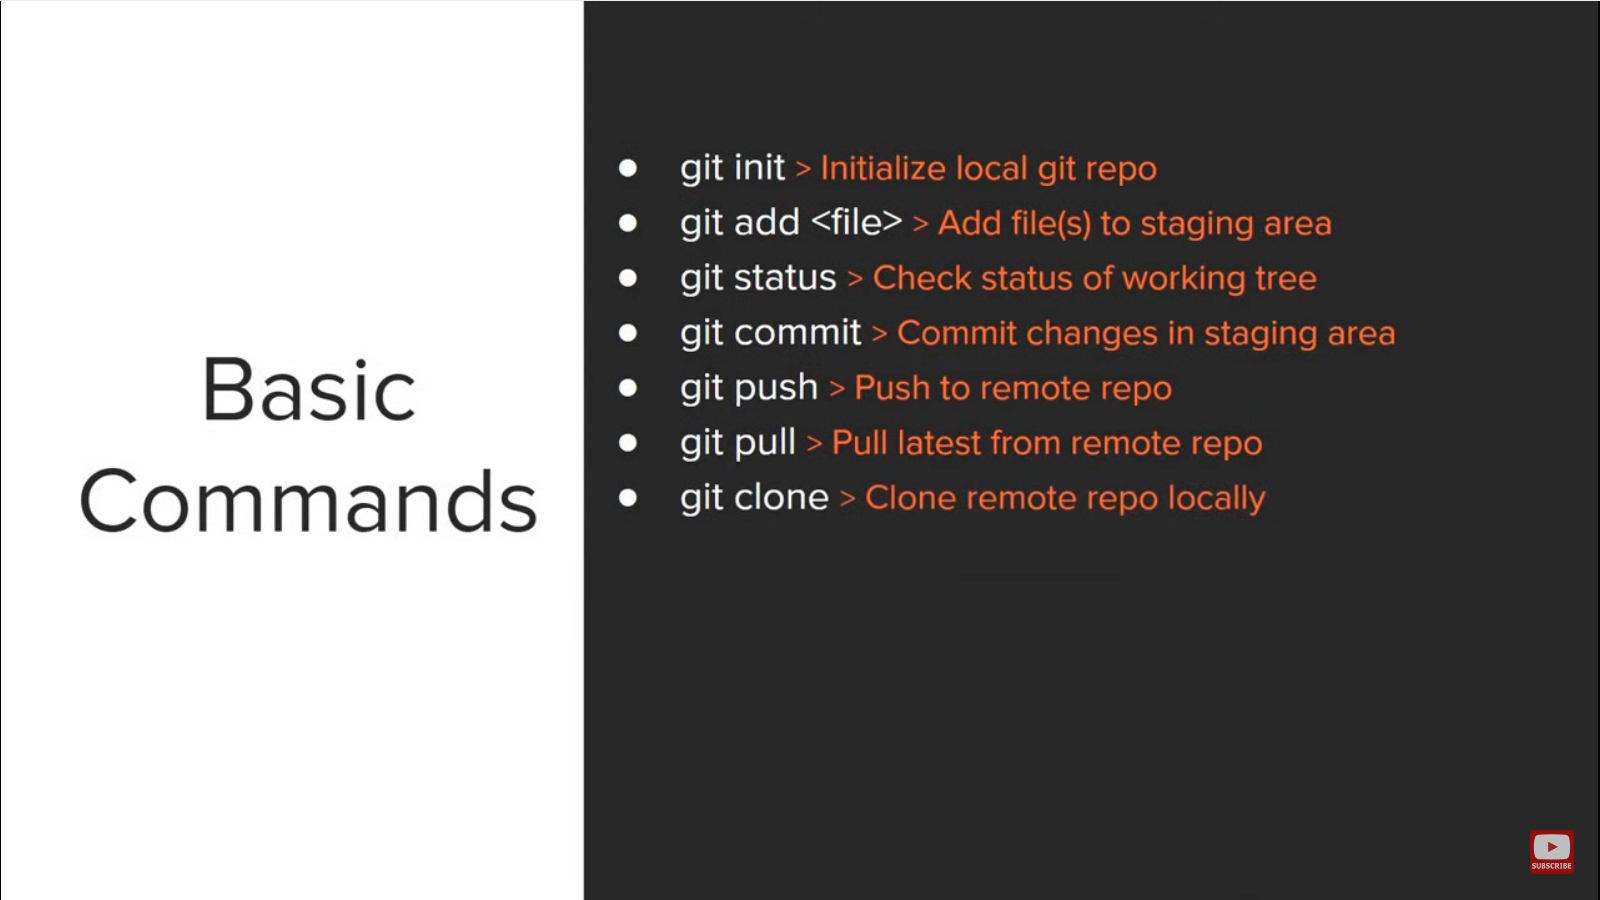 Basic
Commands
● git init > Initialize local git repo
● git add <file> > Add file(s) to staging area
● git status > Check status of working tree
● git commit > Commit changes in staging area
● git push > Push to remote repo
● git pull > Pull latest from remote repo
● git clone > Clone remote repo locally
SUBSCRIBE